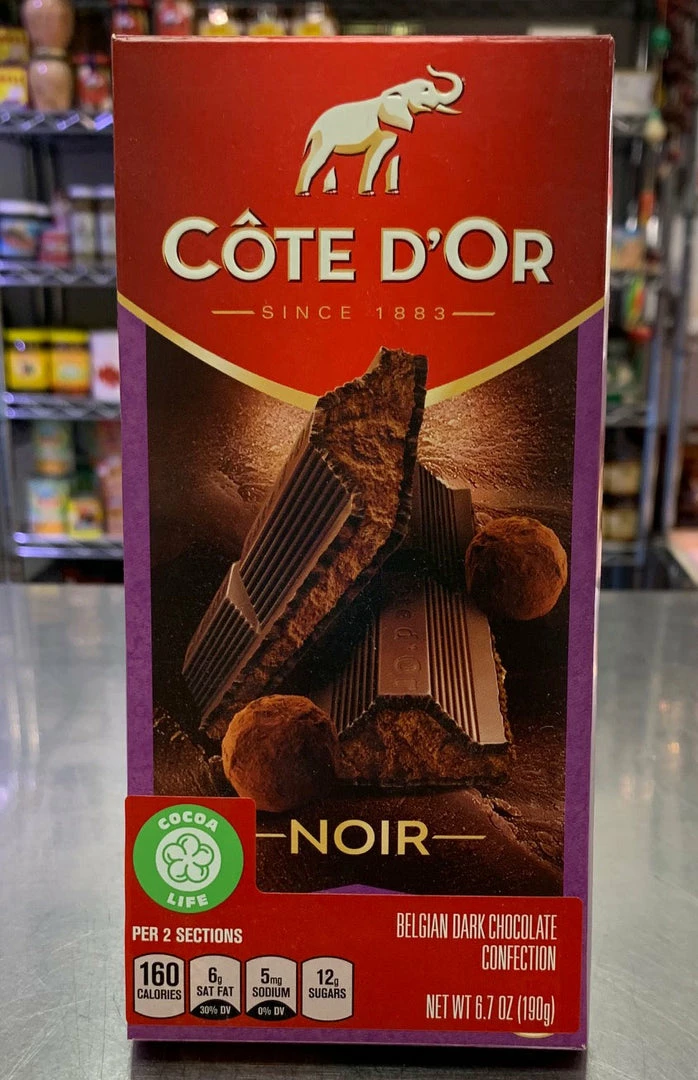 CÔTE D'OR
SINCE 1883
NOIR
COCOA
LIFE
PER 2 SECTIONS
BELGIAN DARK CHOCOLATE
CONFECTION
160
CALORIES
6g
SAT FAT
30% DV
5mg
SODIUM
0% DV
12g
SUGARS
NET WT 6.7 OZ (190g)